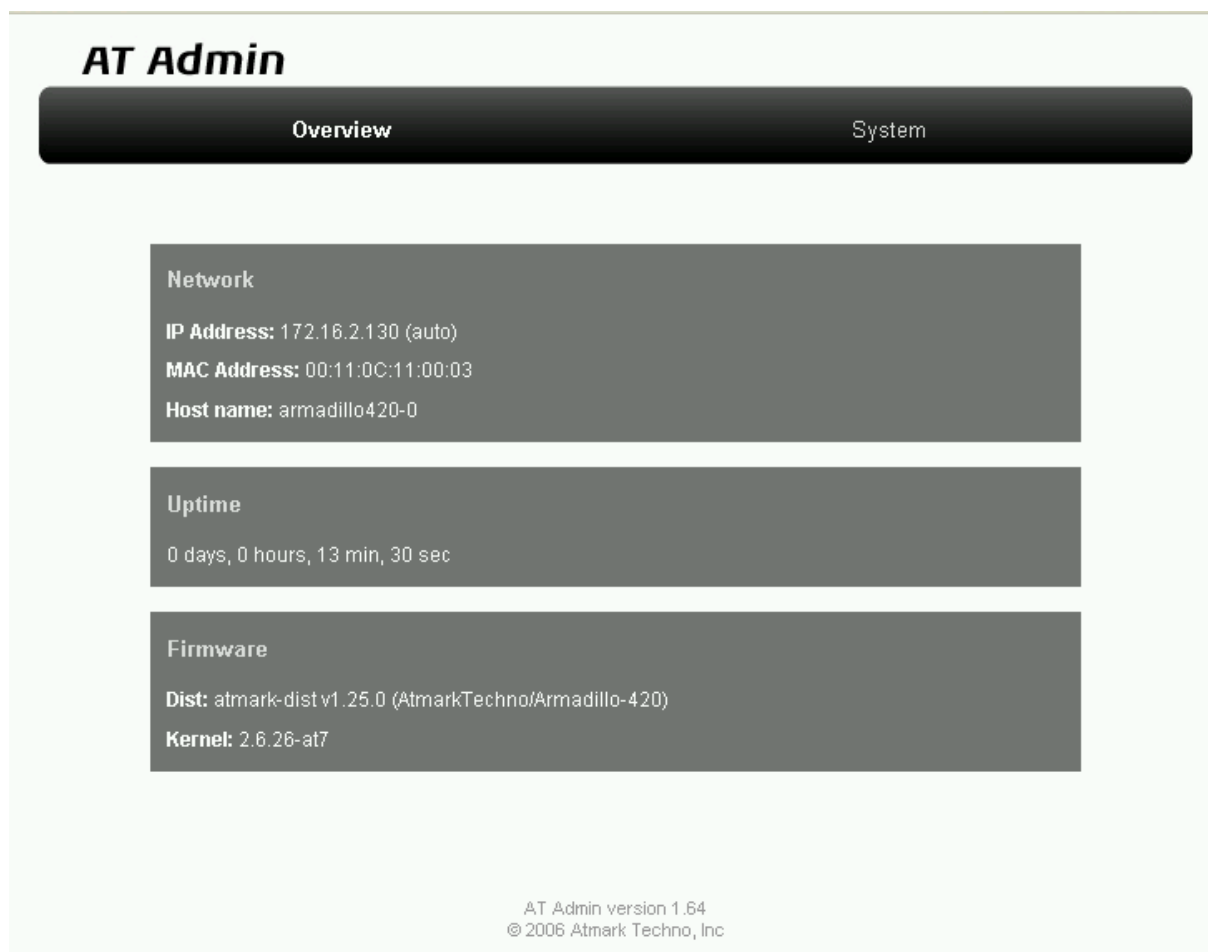 AT Admin
Overview System
Network
IP Address: 172.16.2.130 (auto)
MAC Address: 00:11:0C:11:00:03
Host name: armadillo420-0
Uptime
0 days, 0 hours, 13 min, 30 sec
Firmware
Dist: atmark-dist v1.25.0 (AtmarkTechno/Armadillo-420)
Kernel: 2.6.26-at7
AT Admin version 1.64
© 2006 Atmark Techno, Inc